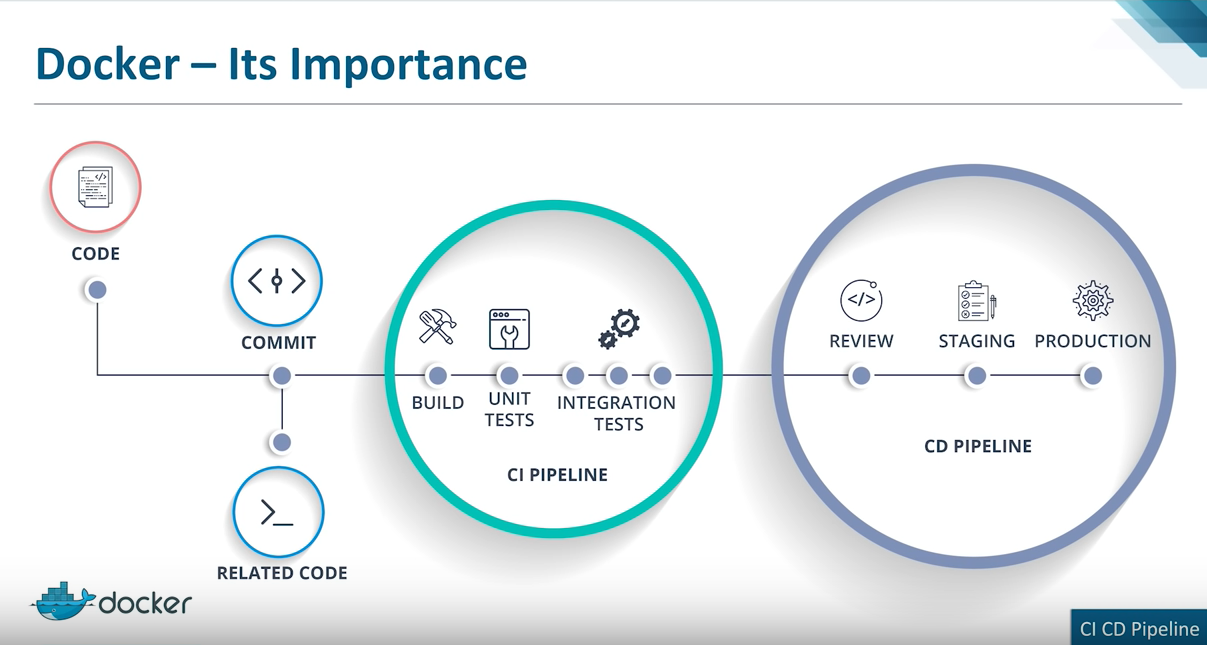 Docker – Its Importance
CODE
COMMIT
RELATED CODE
BUILD
UNIT
TESTS
INTEGRATION
TESTS
CI PIPELINE
REVIEW
STAGING
PRODUCTION
CD PIPELINE
docker
CI CD Pipeline